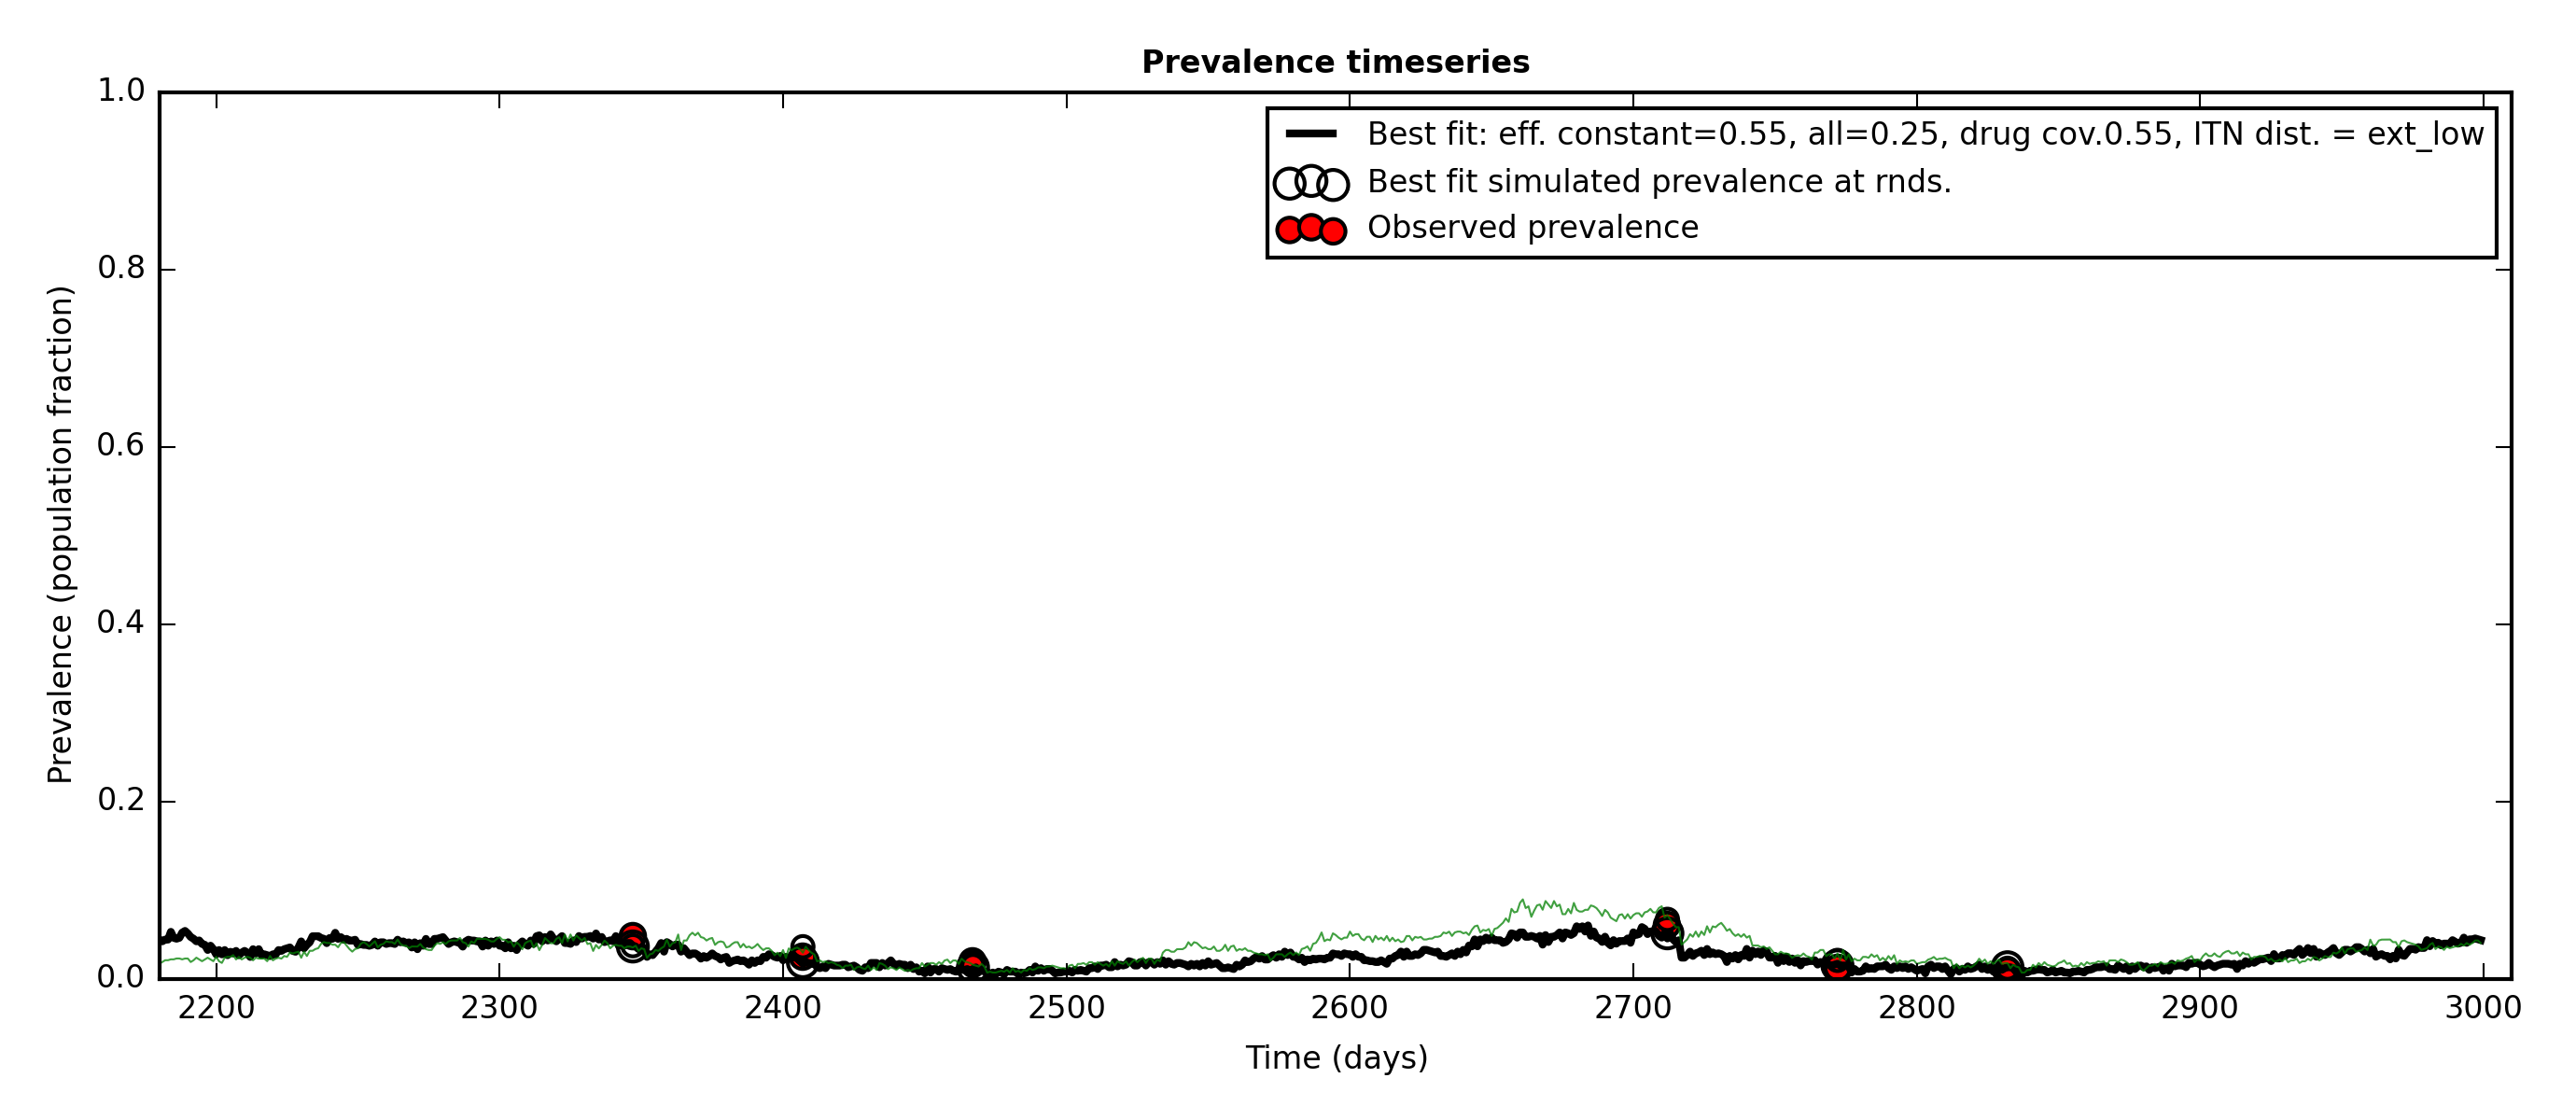 Prevalence timeseries
Best fit: eff. constant=0.55, all=0.25, drug cov.0.55, ITN dist. = ext_low
Best fit simulated prevalence at rnds.
Observed prevalence
Prevalence (population fraction)
1.0
0.8
0.6
0.4
0.2
0.0
2200 2300 2400 2500 2600 2700 2800 2900 3000
Time (days)